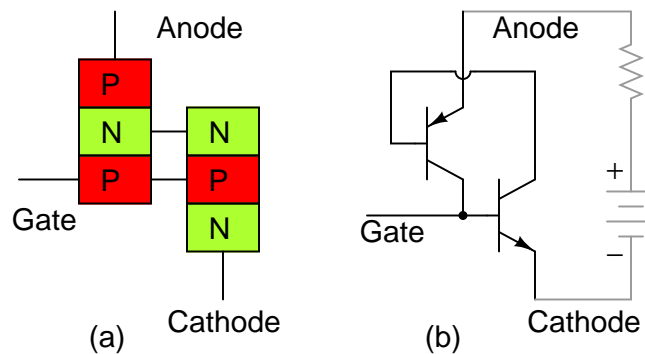 Anode
P
N
P
N
P
N
Gate
Cathode
(a)
Anode
+
Gate
−
Cathode
(b)